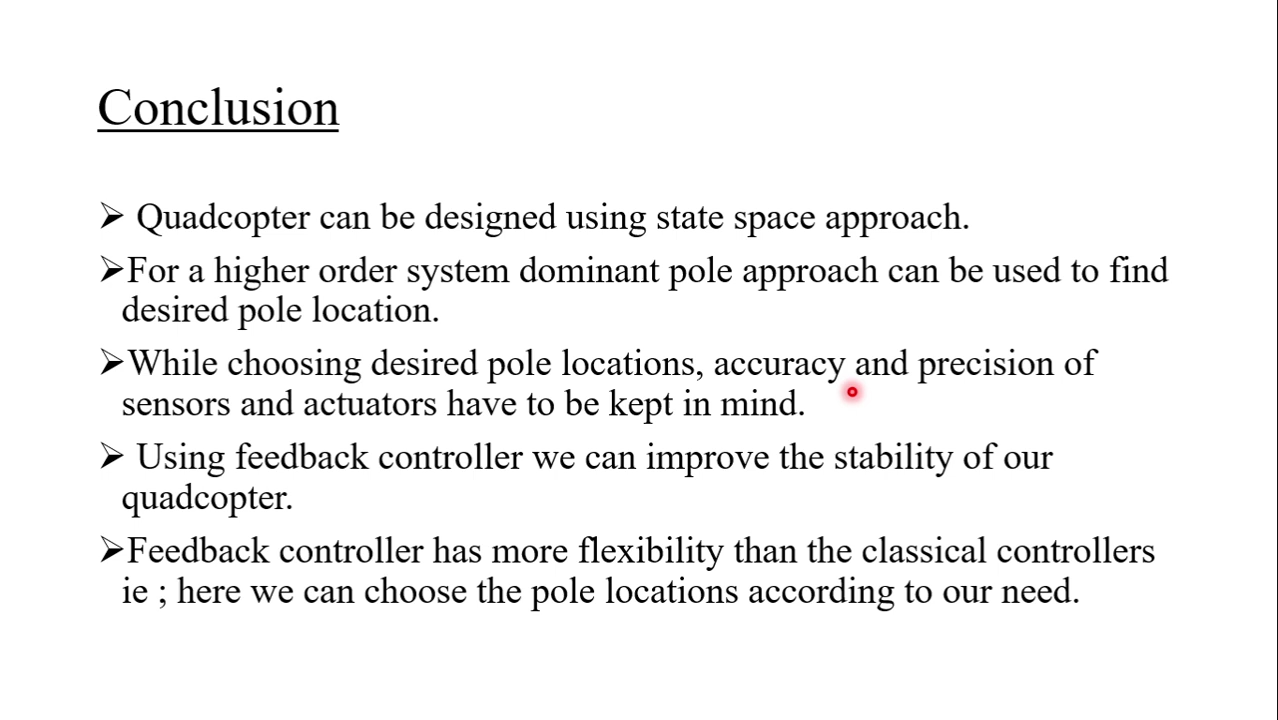 Conclusion
➢ Quadcopter can be designed using state space approach.
➢For a higher order system dominant pole approach can be used to find
desired pole location.
➢While choosing desired pole locations, accuracy and precision of
sensors and actuators have to be kept in mind.
➢ Using feedback controller we can improve the stability of our
quadcopter.
➢Feedback controller has more flexibility than the classical controllers
ie ; here we can choose the pole locations according to our need.